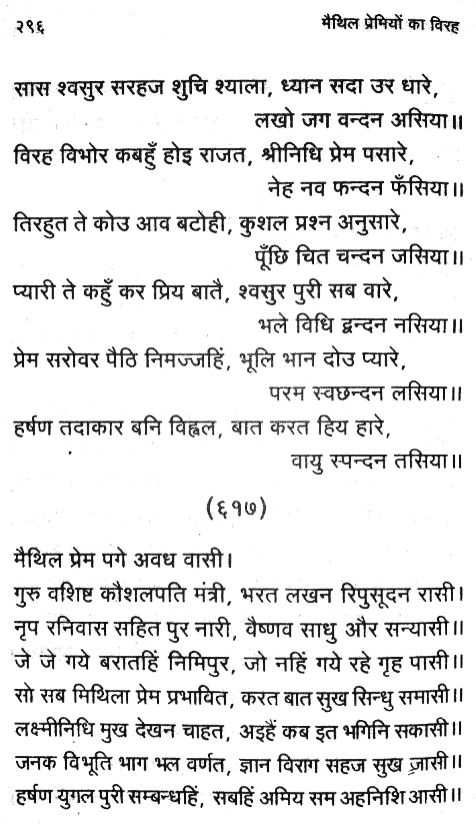 २९६ मैथिल प्रेमियों का विरह
सास श्वसुर सरहज शुचि श्याला, ध्यान सदा उर धारे,
लखो जग वन्दन असिया॥
विरह विभोर कबहुँ होइ राजत, श्रीनिधि प्रेम पसारे,
नेह नव फन्दन फँसिया॥
तिरहुत ते कोउ आव बटोही, कुशल प्रश्न अनुसारे,
पूँछि चित चन्दन जसिया॥
प्यारी ते कहुँ कर प्रिय बातै, श्वसुर पुरी सब वारे,
भले विधि द्वन्दन नसिया॥
प्रेम सरोवर पैठि निमज्जहिं, भूलि भान दोउ प्यारे,
परम स्वछन्दन लसिया॥
हर्षण तदाकार बनि विह्वल, बात करत हिय हारे,
वायु स्पन्दन तसिया॥
(६१७)
मैथिल प्रेम पगे अवध वासी।
गुरु वशिष्ट कौशलपति मंत्री, भरत लखन रिपुसूदन रासी।
नृप रनिवास सहित पुर नारी, वैष्णव साधु और सन्यासी॥
जे जे गये बरातहिं निमिपुर, जो नहिं गये रहे गृह पासी॥
सो सब मिथिला प्रेम प्रभावित, करत बात सुख सिन्धु समासी॥
लक्ष्मीनिधि मुख देखन चाहत, अइहैं कब इत भगिनि सकासी॥
जनक विभूति भाग भल वर्णत, ज्ञान विराग सहज सुख जासी॥
हर्षण युगल पुरी सम्बन्धहिं, सबहिं अमिय सम अहनिशि आसी॥